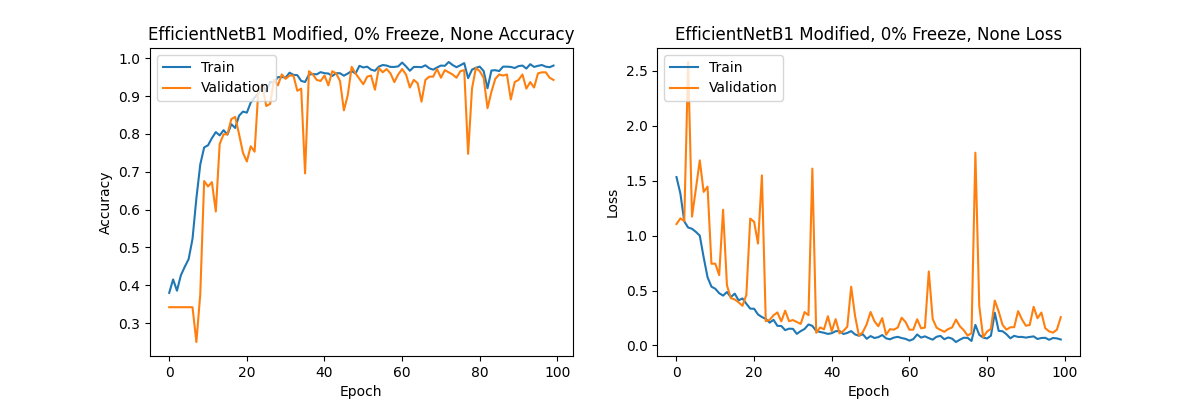 EfficientNetB1 Modified, 0% Freeze, None Accuracy
Train
Validation
1.0
0.9
0.8
0.7
0.6
0.5
0.4
0.3
Accuracy
0
20
40
60
80
100
Epoch
EfficientNetB1 Modified, 0% Freeze, None Loss
Train
Validation
2.5
2.0
1.5
1.0
0.5
0.0
Loss
0
20
40
60
80
100
Epoch